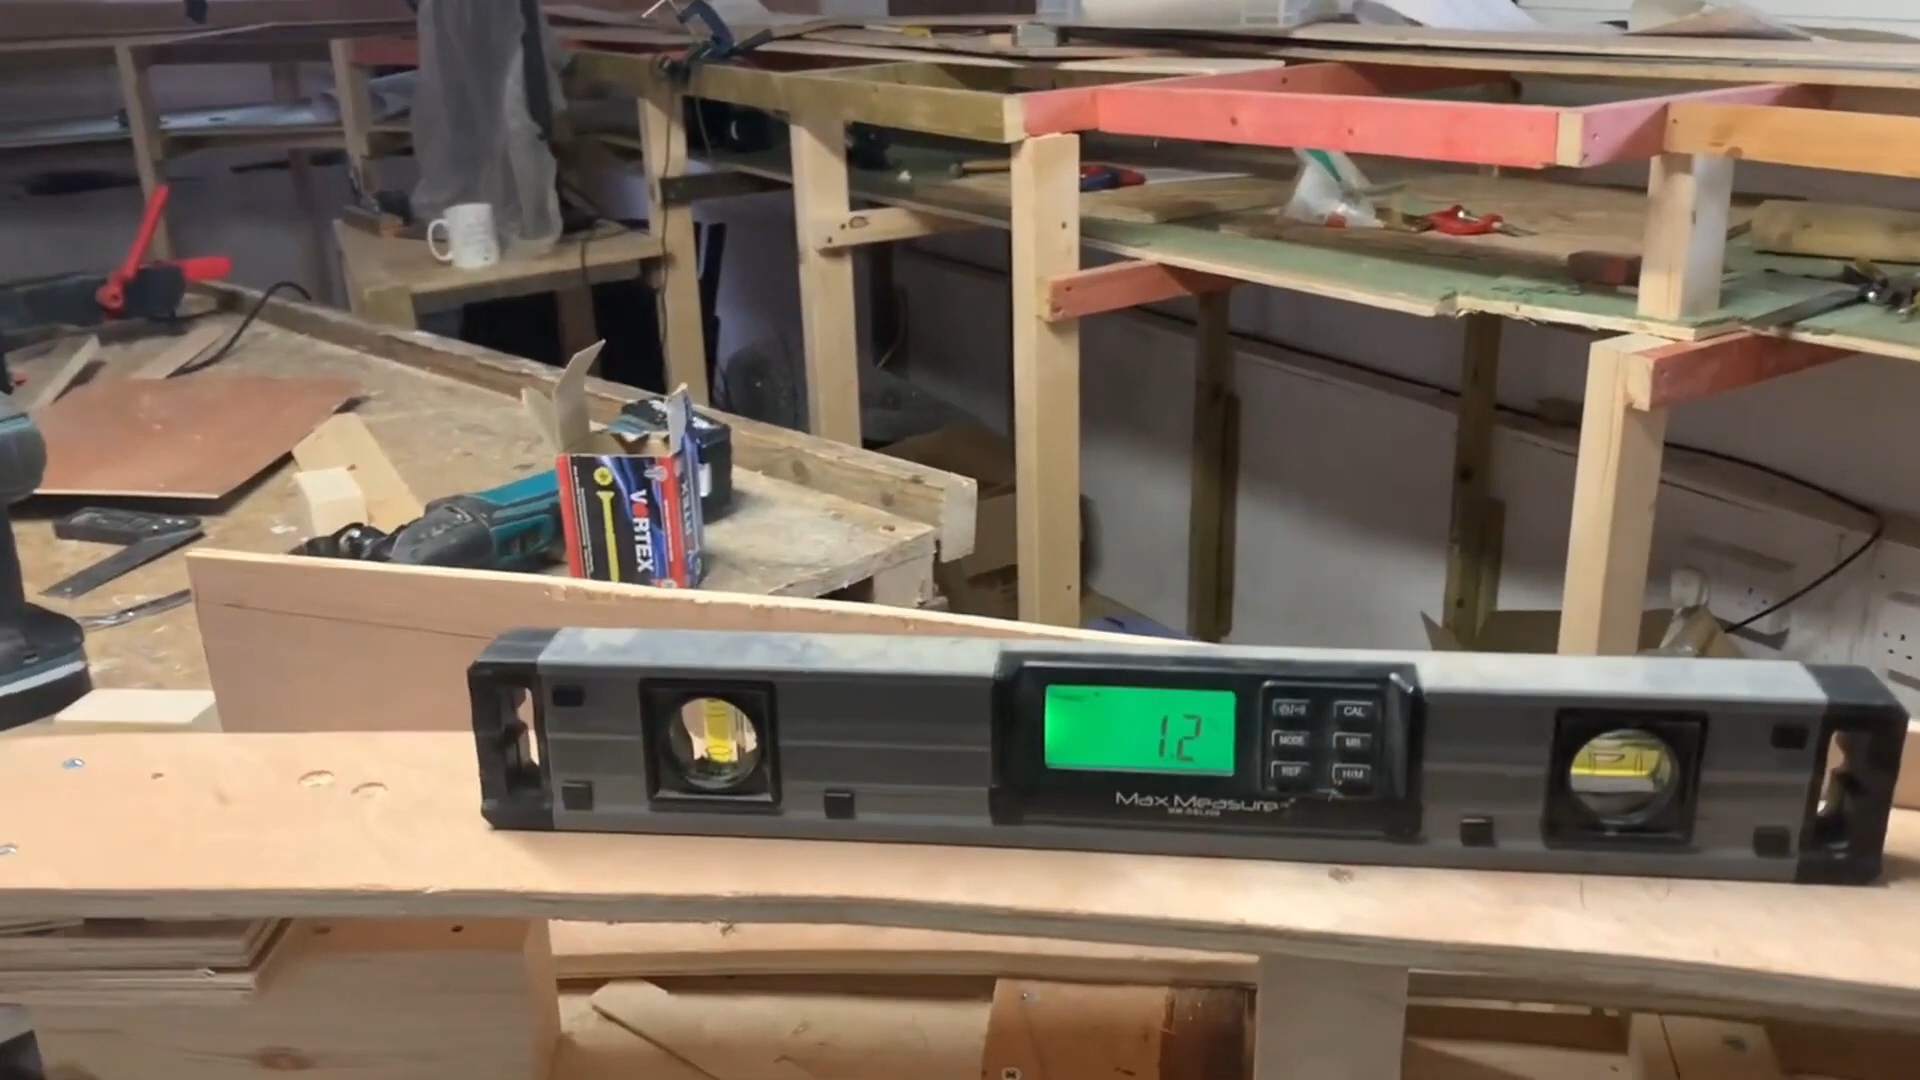 VORTEX
1.2
CAL
MODE
MR
REF
H/M
Max Measure